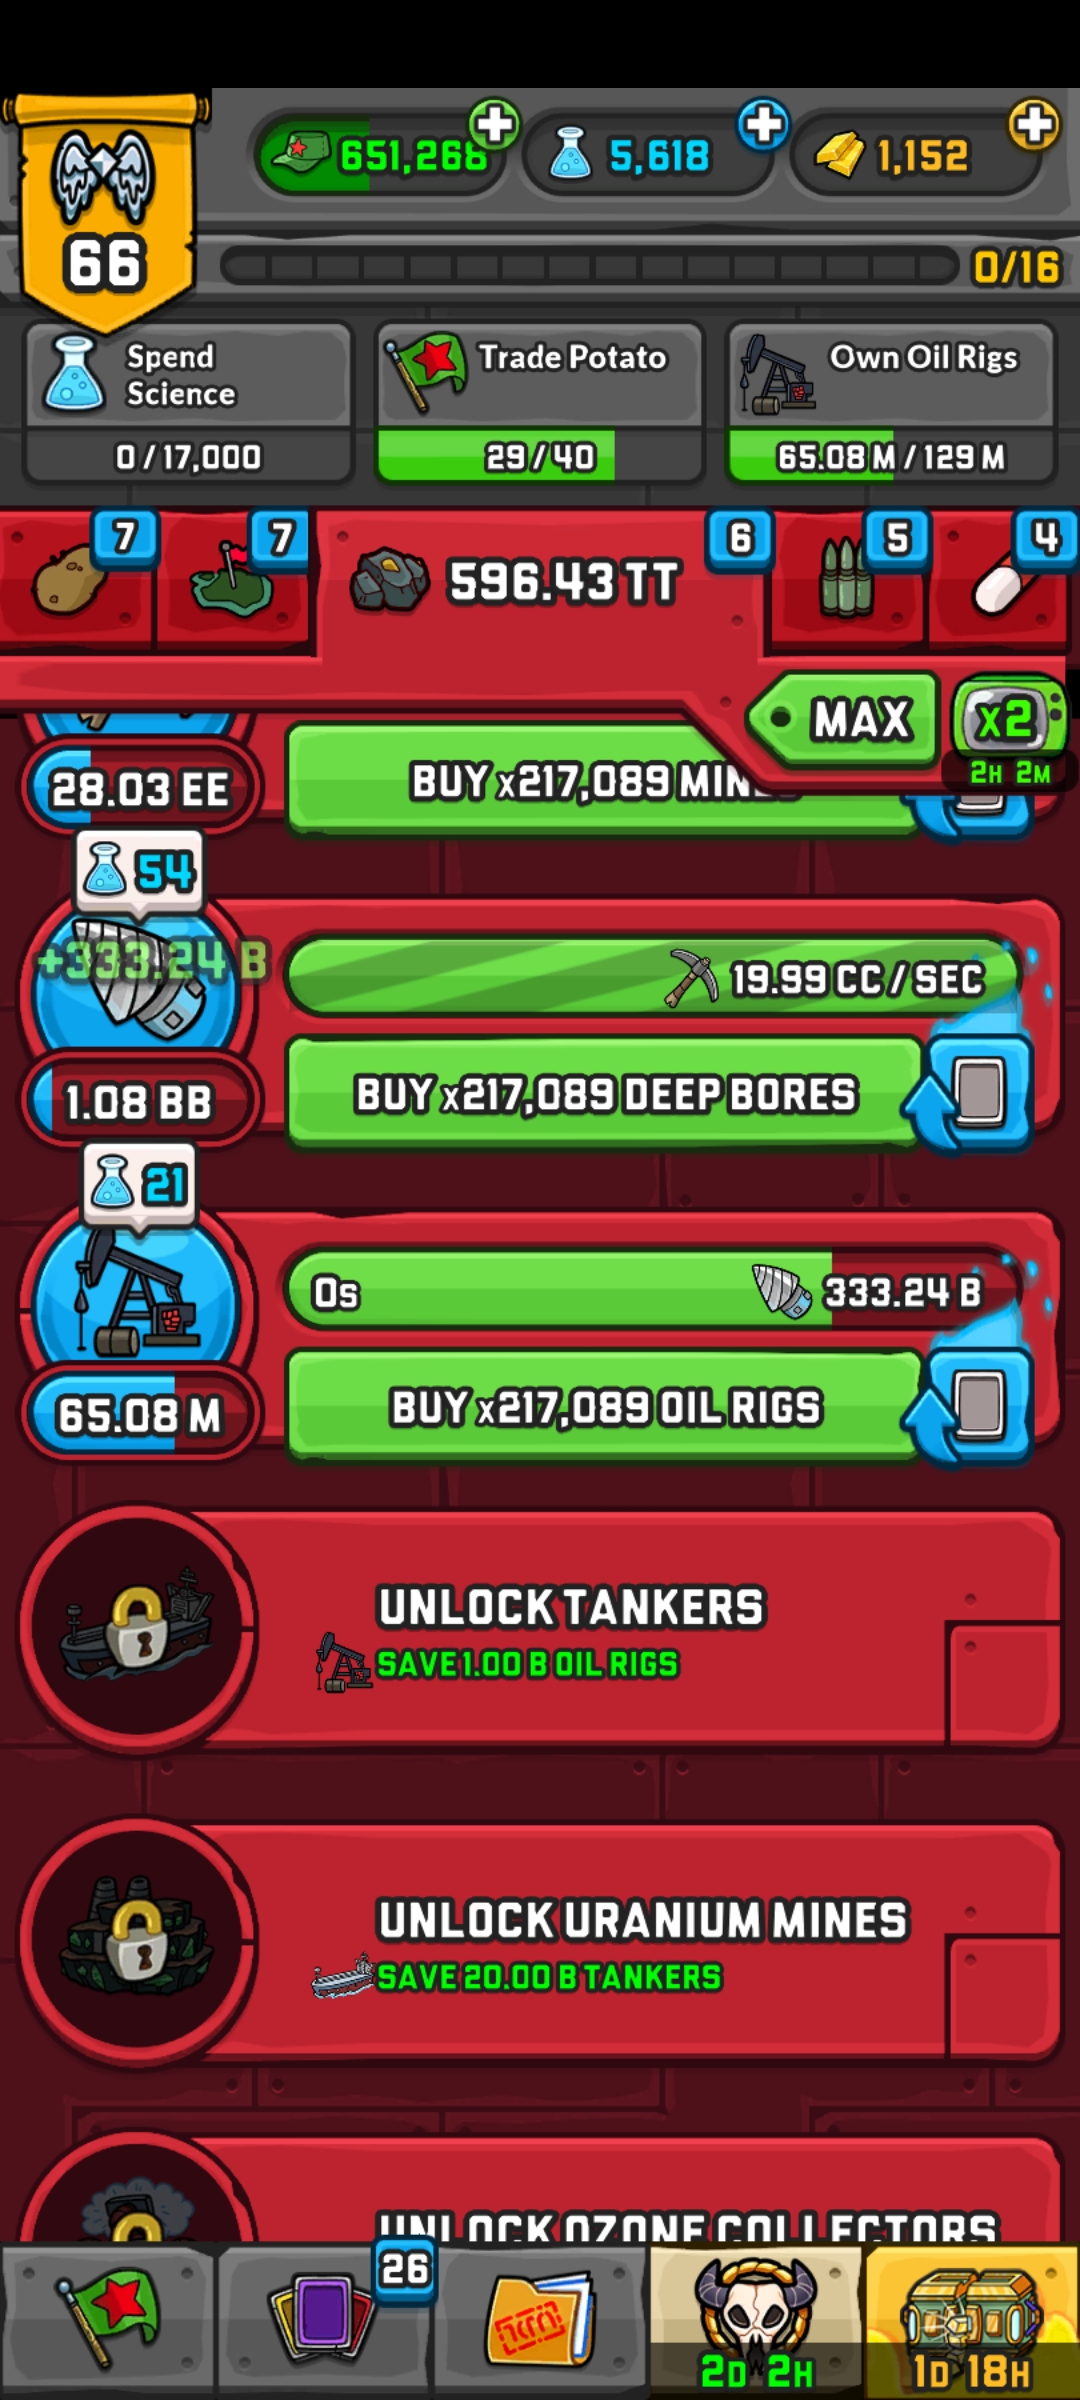 651,268
5,618
1,152
66
0/16
Spend
Science
0/17,000
Trade Potato
29/40
Own Oil Rigs
65.08 M/129 M
7
7
596.43 TT
6
5
4
MAX
x2
2H 2M
28.03 EE
BUY x217,089
54
+333.24 B
19.99 CC/SEC
1.08 BB
BUY x217,089 DEEP BORES
21
0s
333.24 B
65.08 M
BUY x217,089 OIL RIGS
UNLOCK TANKERS
SAVE 1.00 B OIL RIGS
UNLOCK URANIUM MINES
SAVE 20.00 B TANKERS
UNLOCK OZONE COLLECTORS
26
2D 2H
1D 18H